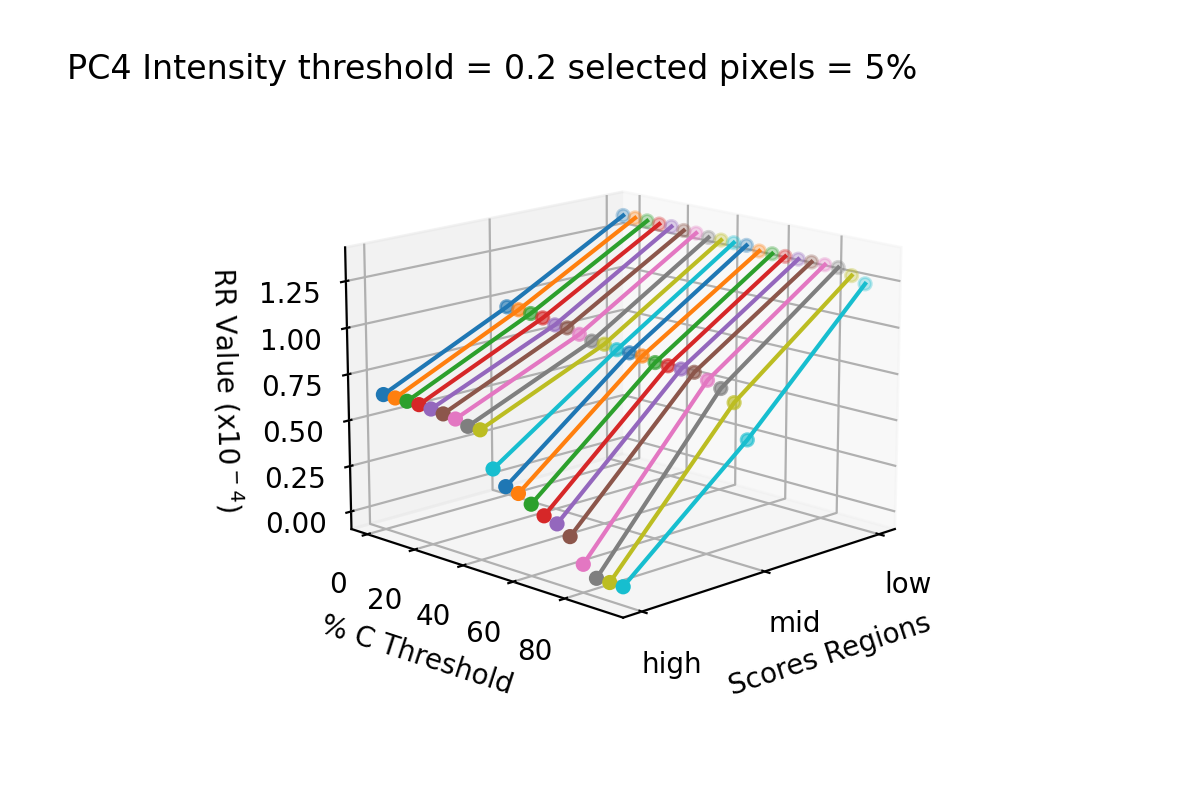 PC4 Intensity threshold = 0.2 selected pixels = 5%
RR Value (x10⁻⁴)
1.25
1.00
0.75
0.50
0.25
0.00
0
20
40
60
80
% C Threshold
low
mid
high
Scores Regions